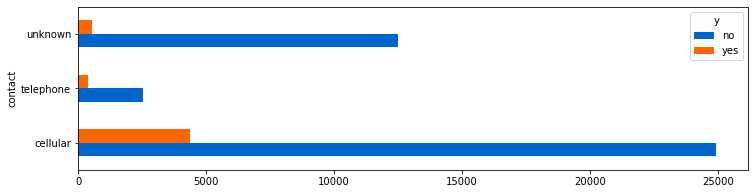 y
no
yes
contact
unknown
telephone
cellular
0
5000
10000
15000
20000
25000